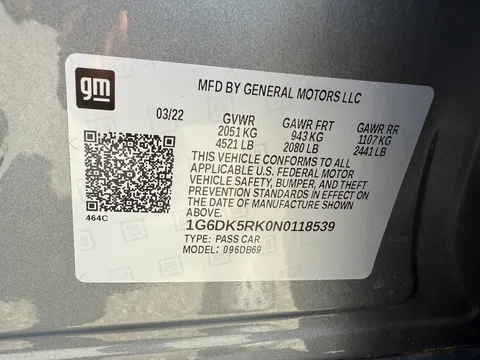 gm
MFD BY GENERAL MOTORS LLC
03/22 GVWR GAWR FRT GAWR RR
2051 KG 943 KG 1107 KG
4521 LB 2080 LB 2441 LB
THIS VEHICLE CONFORMS TO ALL
APPLICABLE U.S. FEDERAL MOTOR
VEHICLE SAFETY, BUMPER, AND THEFT
PREVENTION STANDARDS IN EFFECT ON
THE DATE OF MANUFACTURE SHOWN
ABOVE.
464C
1G6DK5RK0N0118539
TYPE: PASS CAR
MODEL: 096DB69